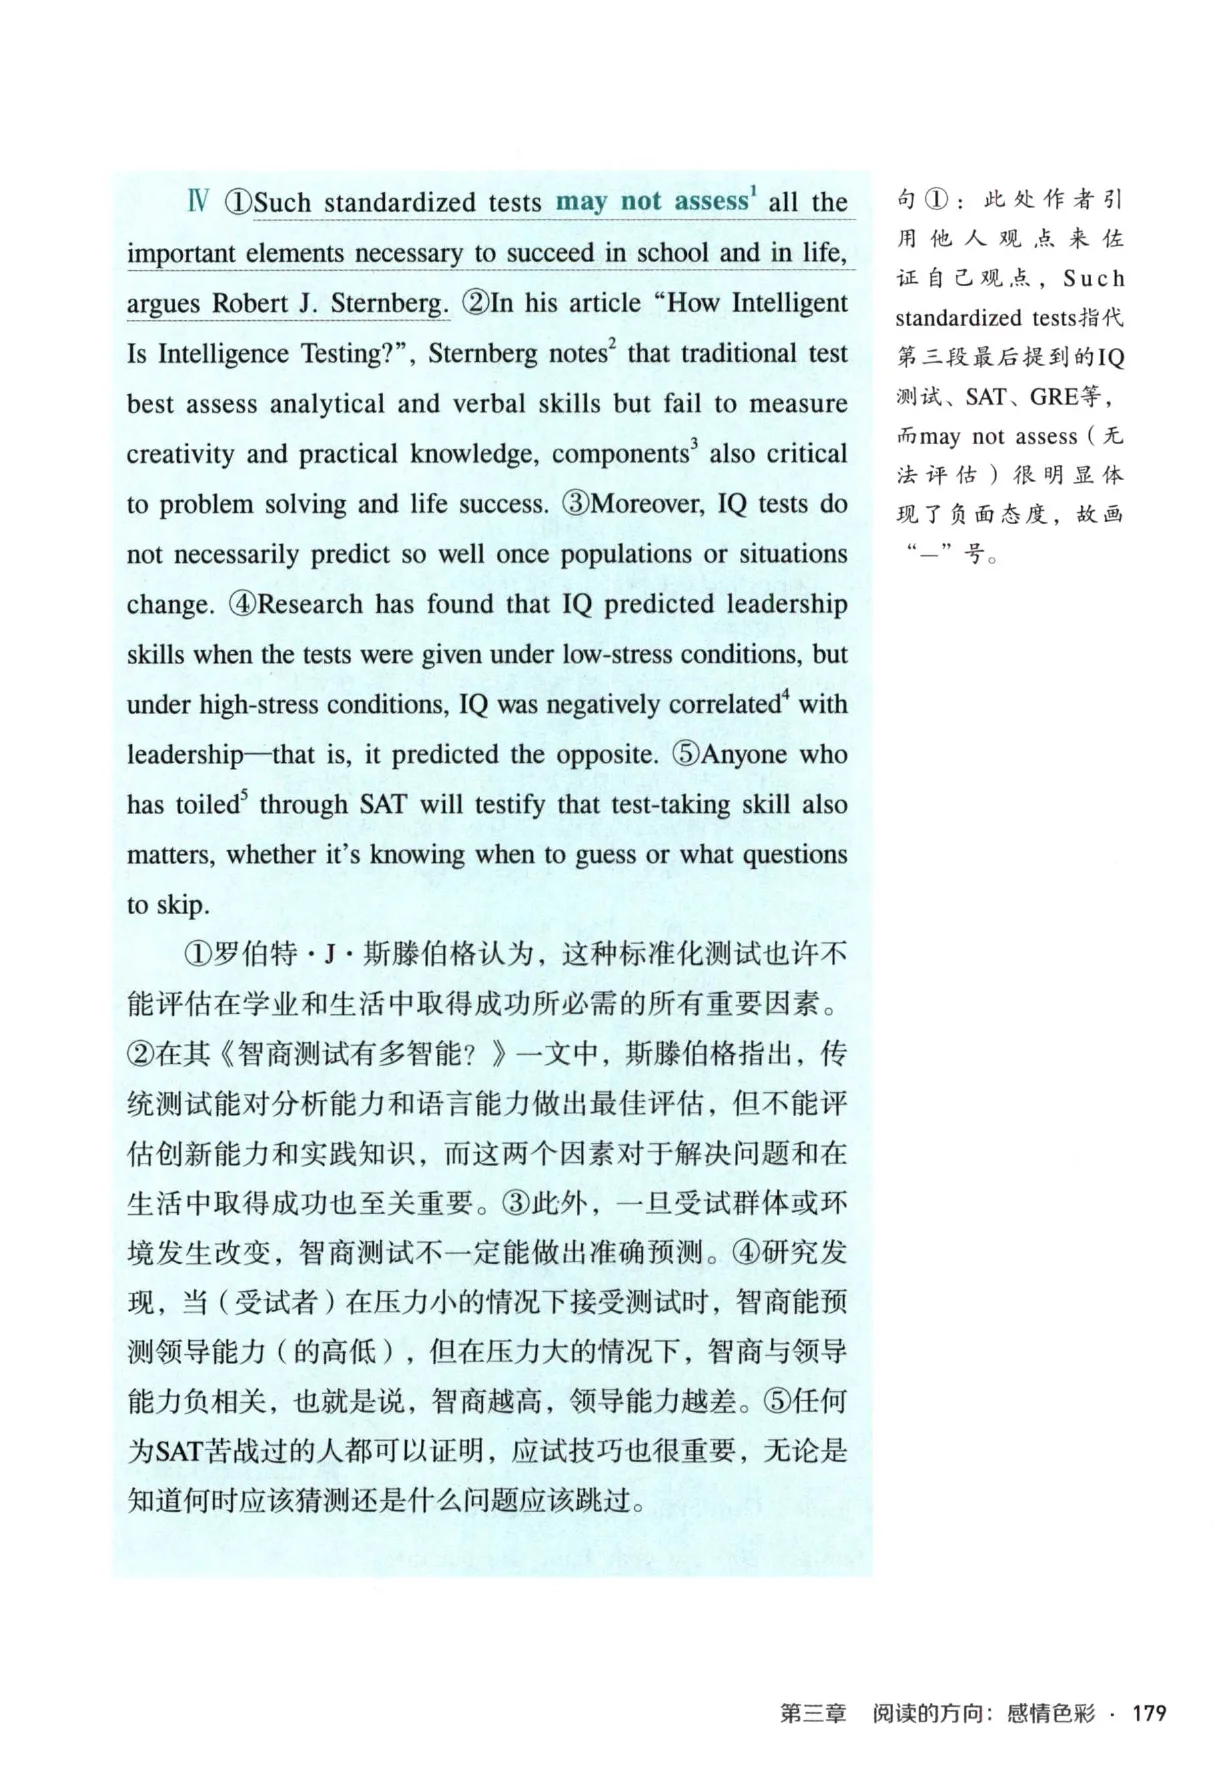 Ⅳ ①Such standardized tests may not assess¹ all the
important elements necessary to succeed in school and in life,
argues Robert J. Sternberg. ②In his article “How Intelligent
Is Intelligence Testing?”, Sternberg notes² that traditional test
best assess analytical and verbal skills but fail to measure
creativity and practical knowledge, components³ also critical
to problem solving and life success. ③Moreover, IQ tests do
not necessarily predict so well once populations or situations
change. ④Research has found that IQ predicted leadership
skills when the tests were given under low-stress conditions, but
under high-stress conditions, IQ was negatively correlated⁴ with
leadership—that is, it predicted the opposite. ⑤Anyone who
has toiled⁵ through SAT will testify that test-taking skill also
matters, whether it’s knowing when to guess or what questions
to skip.
①罗伯特·J·斯滕伯格认为，这种标准化测试也许不
能评估在学业和生活中取得成功所必需的所有重要因素。
②在其《智商测试有多智能？》一文中，斯滕伯格指出，传
统测试能对分析能力和语言能力做出最佳评估，但不能评
估创新能力和实践知识，而这两个因素对于解决问题和在
生活中取得成功也至关重要。③此外，一旦受试群体或环
境发生改变，智商测试不一定能做出准确预测。④研究发
现，当（受试者）在压力小的情况下接受测试时，智商能预
测领导能力（的高低），但在压力大的情况下，智商与领导
能力负相关，也就是说，智商越高，领导能力越差。⑤任何
为SAT苦战过的人都可以证明，应试技巧也很重要，无论是
知道何时应该猜测还是什么问题应该跳过。
句①：此处作者引
用他人观点来佐
证自己观点，Such
standardized tests指代
第三段最后提到的IQ
测试、SAT、GRE等，
而may not assess（无
法评估）很明显体
现了负面态度，故画
“—”号。
第三章 阅读的方向：感情色彩 · 179